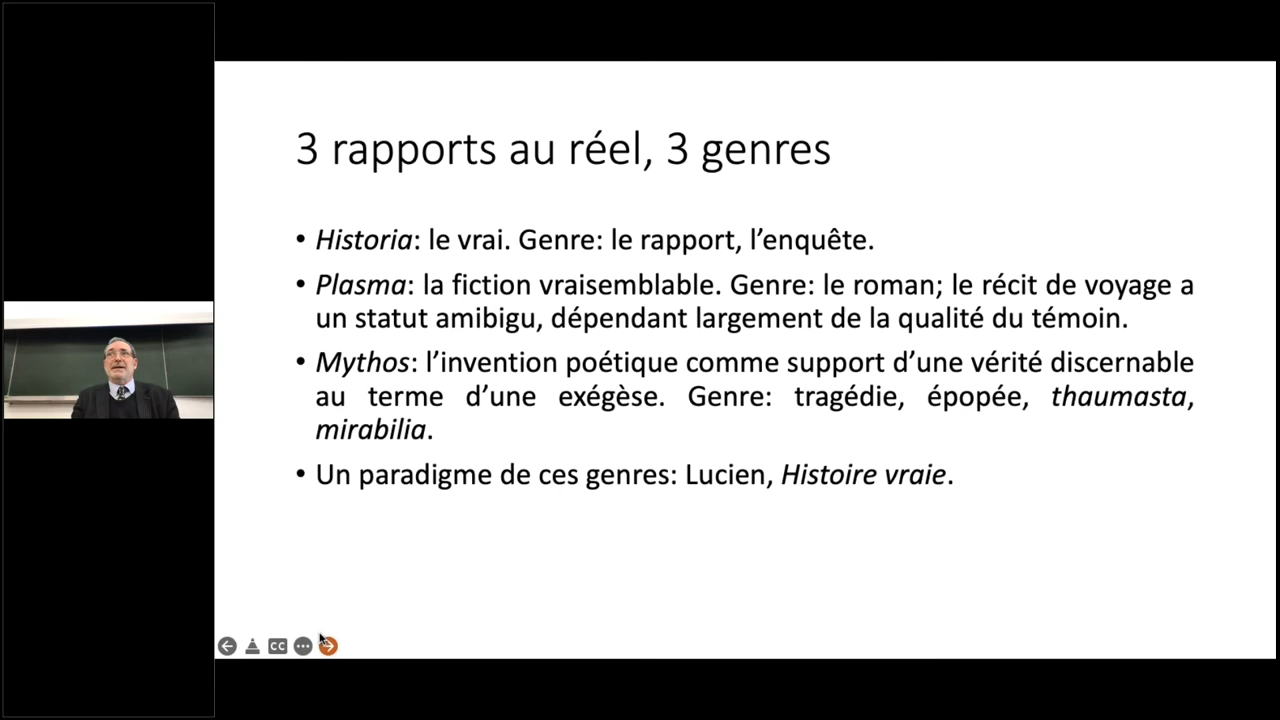 3 rapports au réel, 3 genres
• Historia: le vrai. Genre: le rapport, l’enquête.
• Plasma: la fiction vraisemblable. Genre: le roman; le récit de voyage a
un statut amibigu, dépendant largement de la qualité du témoin.
• Mythos: l’invention poétique comme support d’une vérité discernable
au terme d’une exégèse. Genre: tragédie, épopée, thaumasta,
mirabilia.
• Un paradigme de ces genres: Lucien, Histoire vraie.
CC